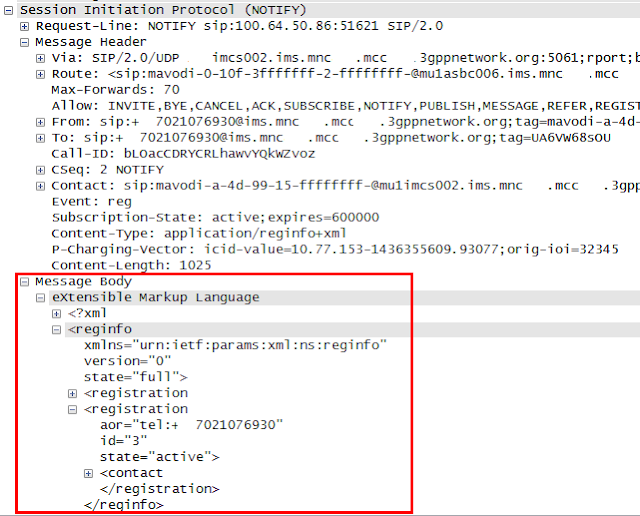 Session Initiation Protocol (NOTIFY)
Request-Line: NOTIFY sip:100.64.50.86:51621 SIP/2.0
Message Header
Via: SIP/2.0/UDP imcs002.ims.mnc .mcc .3gppnetwork.org:5061;rport;b
Route: <sip:mavodi-0-10f-3fffffff-2-ffffffff-@mu1asbc006.ims.mnc .mcc
Max-Forwards: 70
Allow: INVITE,BYE,CANCEL,ACK,SUBSCRIBE,NOTIFY,PUBLISH,MESSAGE,REFER,REGIST
From: sip:+ 7021076930@ims.mnc .mcc .3gppnetwork.org;tag=mavodi-a-4d-
To: sip:+ 7021076930@ims.mnc .mcc .3gppnetwork.org;tag=UA6VW68sOU
Call-ID: bLOacCDRYCRLhawvYQkWZvoz
CSeq: 2 NOTIFY
Contact: sip:mavodi-a-4d-99-15-ffffffff-@mu1imcs002.ims.mnc .mcc .3gp
Event: reg
Subscription-State: active;expires=600000
Content-Type: application/reginfo+xml
P-Charging-Vector: icid-value=10.77.153-1436355609.93077;orig-ioi=32345
Content-Length: 1025
Message Body
eXtensible Markup Language
<?xml
<reginfo
xmlns="urn:ietf:params:xml:ns:reginfo"
version="0"
state="full">
<registration
<registration
aor="tel:+ 7021076930"
id="3"
state="active">
<contact
</registration>
</reginfo>